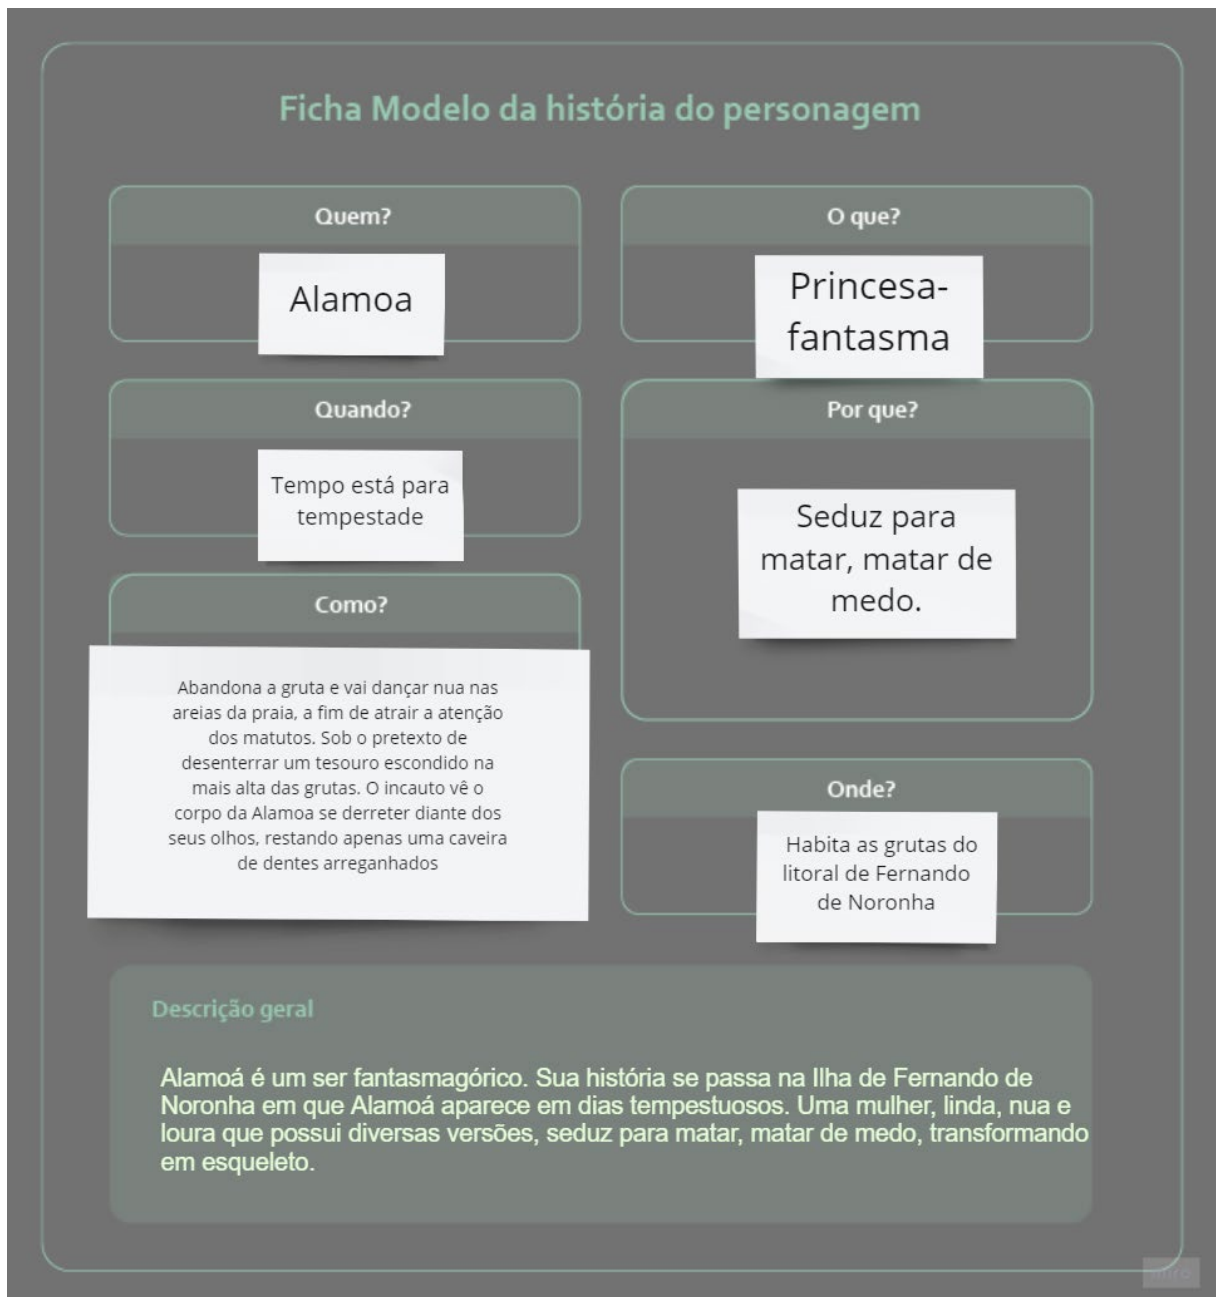 Ficha Modelo da história do personagem
Quem?
Alamoa
O que?
Princesa-
fantasma
Quando?
Tempo está para
tempestade
Por que?
Seduz para
matar, matar de
medo.
Como?
Abandona a gruta e vai dançar nua nas
areias da praia, a fim de atrair a atenção
dos matutos. Sob o pretexto de
desenterrar um tesouro escondido na
mais alta das grutas. O incauto vê o
corpo da Alamoa se derreter diante dos
seus olhos, restando apenas uma caveira
de dentes arreganhados
Onde?
Habita as grutas do
litoral de Fernando
de Noronha
Descrição geral
Alamoá é um ser fantasmagórico. Sua história se passa na Ilha de Fernando de
Noronha em que Alamoá aparece em dias tempestuosos. Uma mulher, linda, nua e
loura que possui diversas versões, seduz para matar, matar de medo, transformando
em esqueleto.
miro